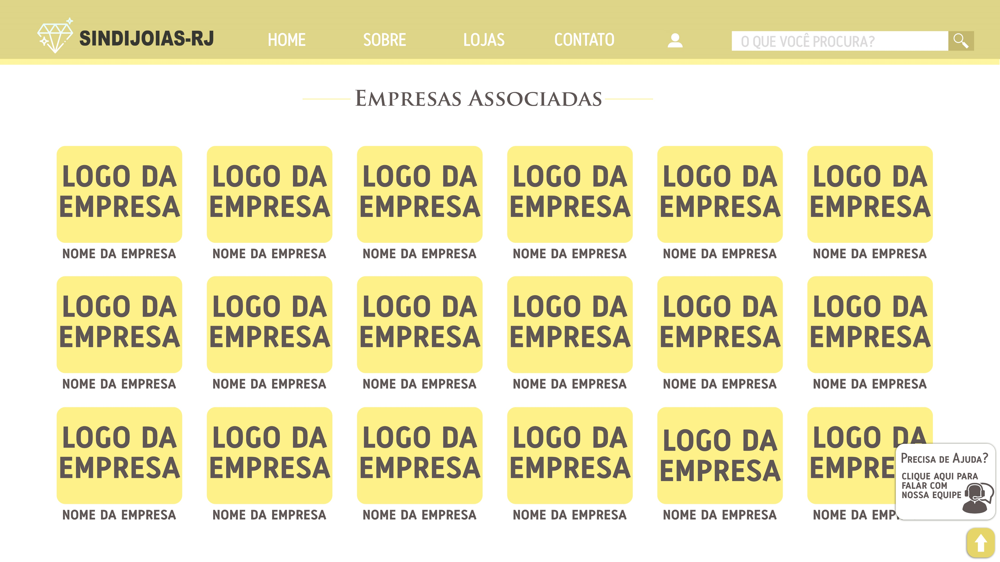 SINDIJOIAS-RJ HOME SOBRE LOJAS CONTATO O QUE VOCÊ PROCURA?
EMPRESAS ASSOCIADAS
LOGO DA LOGO DA LOGO DA LOGO DA LOGO DA LOGO DA
EMPRESA EMPRESA EMPRESA EMPRESA EMPRESA EMPRESA
NOME DA EMPRESA NOME DA EMPRESA NOME DA EMPRESA NOME DA EMPRESA NOME DA EMPRESA NOME DA EMPRESA
LOGO DA LOGO DA LOGO DA LOGO DA LOGO DA LOGO DA
EMPRESA EMPRESA EMPRESA EMPRESA EMPRESA EMPRESA
NOME DA EMPRESA NOME DA EMPRESA NOME DA EMPRESA NOME DA EMPRESA NOME DA EMPRESA NOME DA EMPRESA
LOGO DA LOGO DA LOGO DA LOGO DA LOGO DA LOGO DA
EMPRESA EMPRESA EMPRESA EMPRESA EMPRESA EMPRE
NOME DA EMPRESA NOME DA EMPRESA NOME DA EMPRESA NOME DA EMPRESA NOME DA EMPRESA NOME DA EMP
PRECISA DE AJUDA?
CLIQUE AQUI PARA
FALAR COM
NOSSA EQUIPE